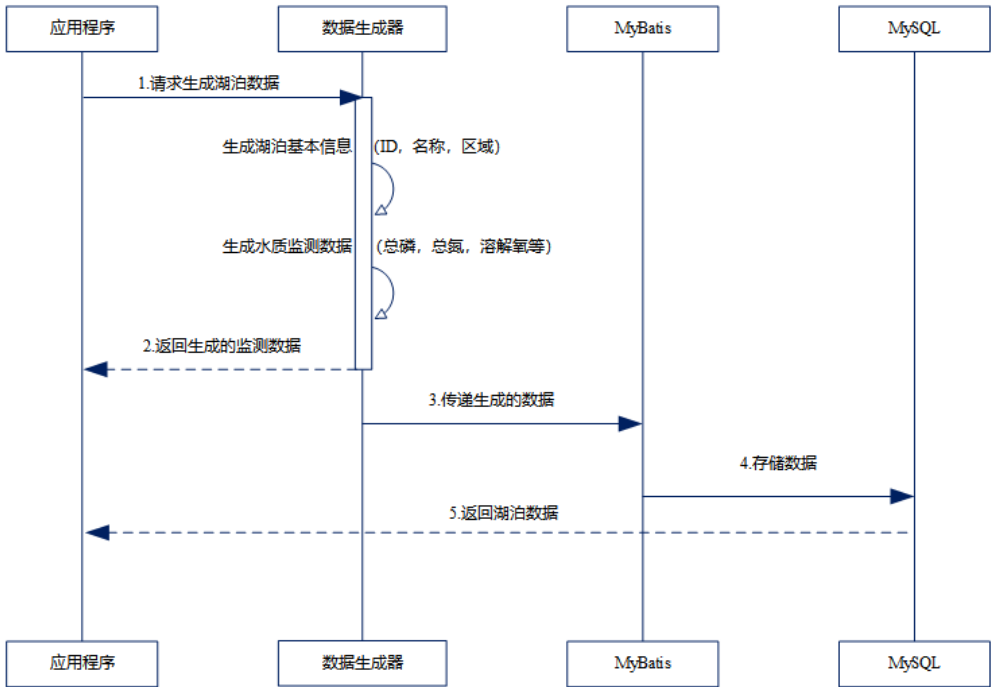 应用程序
数据生成器
MyBatis
MySQL
1.请求生成湖泊数据
生成湖泊基本信息 (ID，名称，区域)
生成水质监测数据 (总磷，总氮，溶解氧等)
2.返回生成的监测数据
3.传递生成的数据
4.存储数据
5.返回湖泊数据
应用程序
数据生成器
MyBatis
MySQL